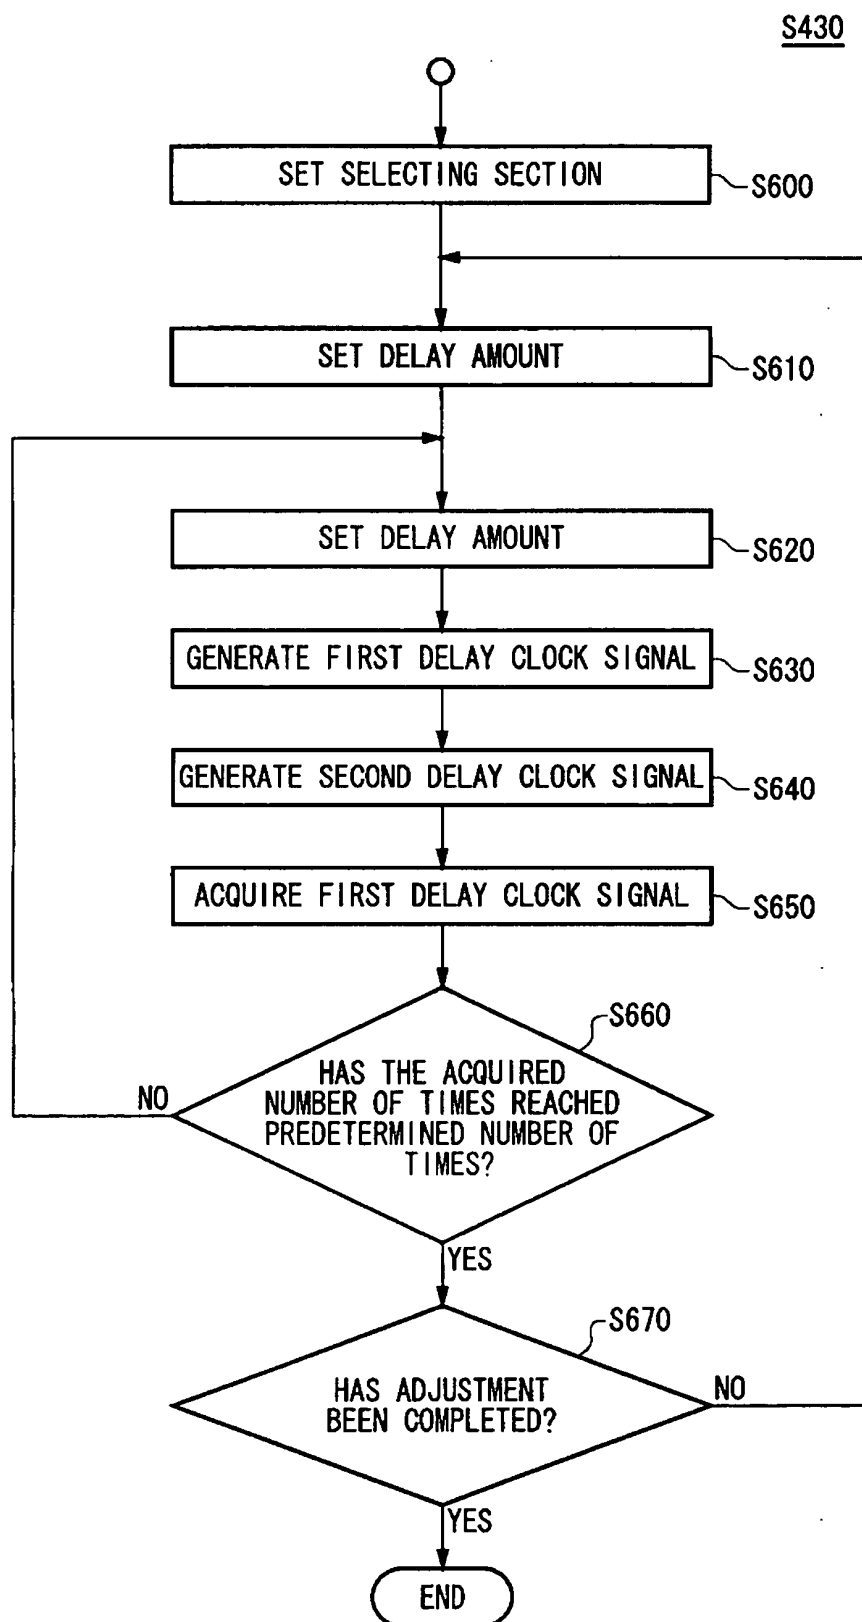 S430
SET SELECTING SECTION
S600
SET DELAY AMOUNT
S610
SET DELAY AMOUNT
S620
GENERATE FIRST DELAY CLOCK SIGNAL
S630
GENERATE SECOND DELAY CLOCK SIGNAL
S640
ACQUIRE FIRST DELAY CLOCK SIGNAL
S650
S660
HAS THE ACQUIRED
NUMBER OF TIMES REACHED
PREDETERMINED NUMBER OF
TIMES?
NO
YES
S670
HAS ADJUSTMENT
BEEN COMPLETED?
NO
YES
END